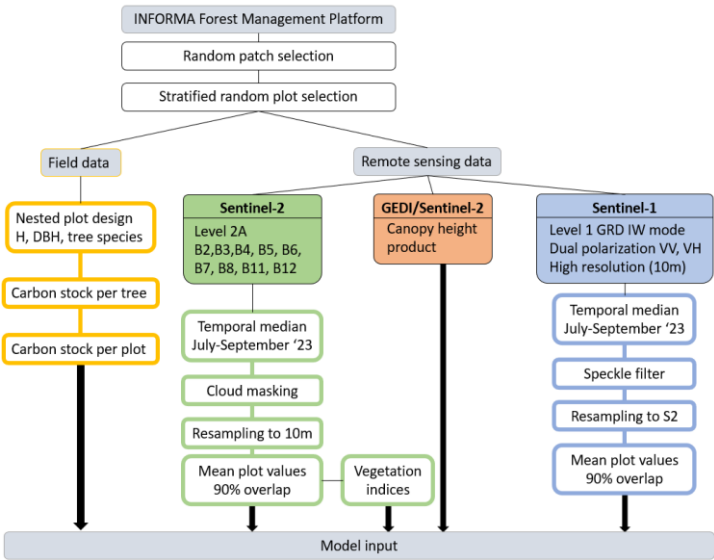 INFORMA Forest Management Platform
Random patch selection
Stratified random plot selection
Field data
Remote sensing data
Nested plot design
H, DBH, tree species
Carbon stock per tree
Carbon stock per plot
Sentinel-2
Level 2A
B2,B3,B4, B5, B6,
B7, B8, B11, B12
Temporal median
July-September ‘23
Cloud masking
Resampling to 10m
Mean plot values
90% overlap
Vegetation
indices
GEDI/Sentinel-2
Canopy height
product
Sentinel-1
Level 1 GRD IW mode
Dual polarization VV, VH
High resolution (10m)
Temporal median
July-September ‘23
Speckle filter
Resampling to S2
Mean plot values
90% overlap
Model input